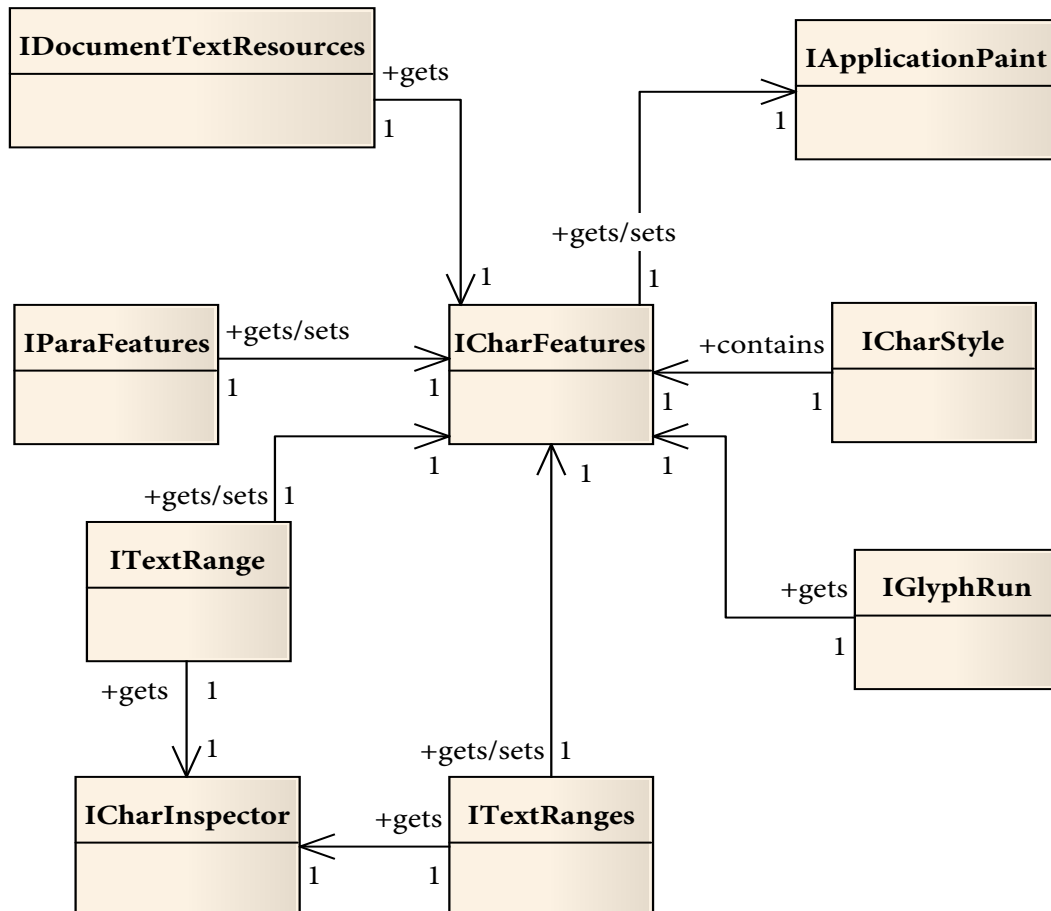 IDocumentTextResources
+gets
1
1
IApplicationPaint
1
+gets/sets
1
IParaFeatures
+gets/sets
1
1
ICharFeatures
+contains
1
1
ICharStyle
1
1
1
+gets/sets 1
ITextRange
+gets
1
IGlyphRun
+gets 1
1
+gets/sets 1
ICharInspector
+gets
1
1
ITextRanges